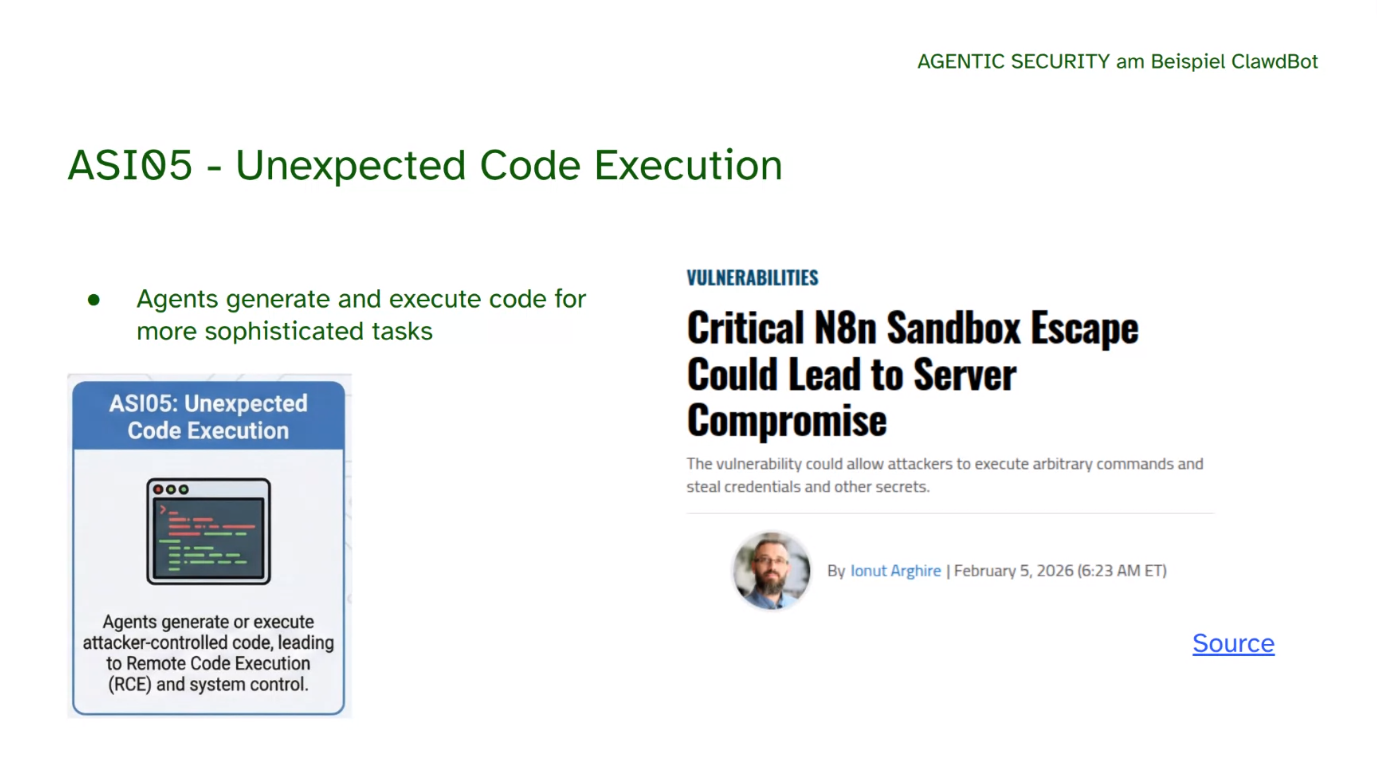 AGENTIC SECURITY am Beispiel ClawdBot
ASI05 - Unexpected Code Execution
● Agents generate and execute code for
more sophisticated tasks
ASI05: Unexpected
Code Execution
Agents generate or execute
attacker-controlled code, leading
to Remote Code Execution
(RCE) and system control.
VULNERABILITIES
Critical N8n Sandbox Escape
Could Lead to Server
Compromise
The vulnerability could allow attackers to execute arbitrary commands and
steal credentials and other secrets.
By Ionut Arghire | February 5, 2026 (6:23 AM ET)
Source